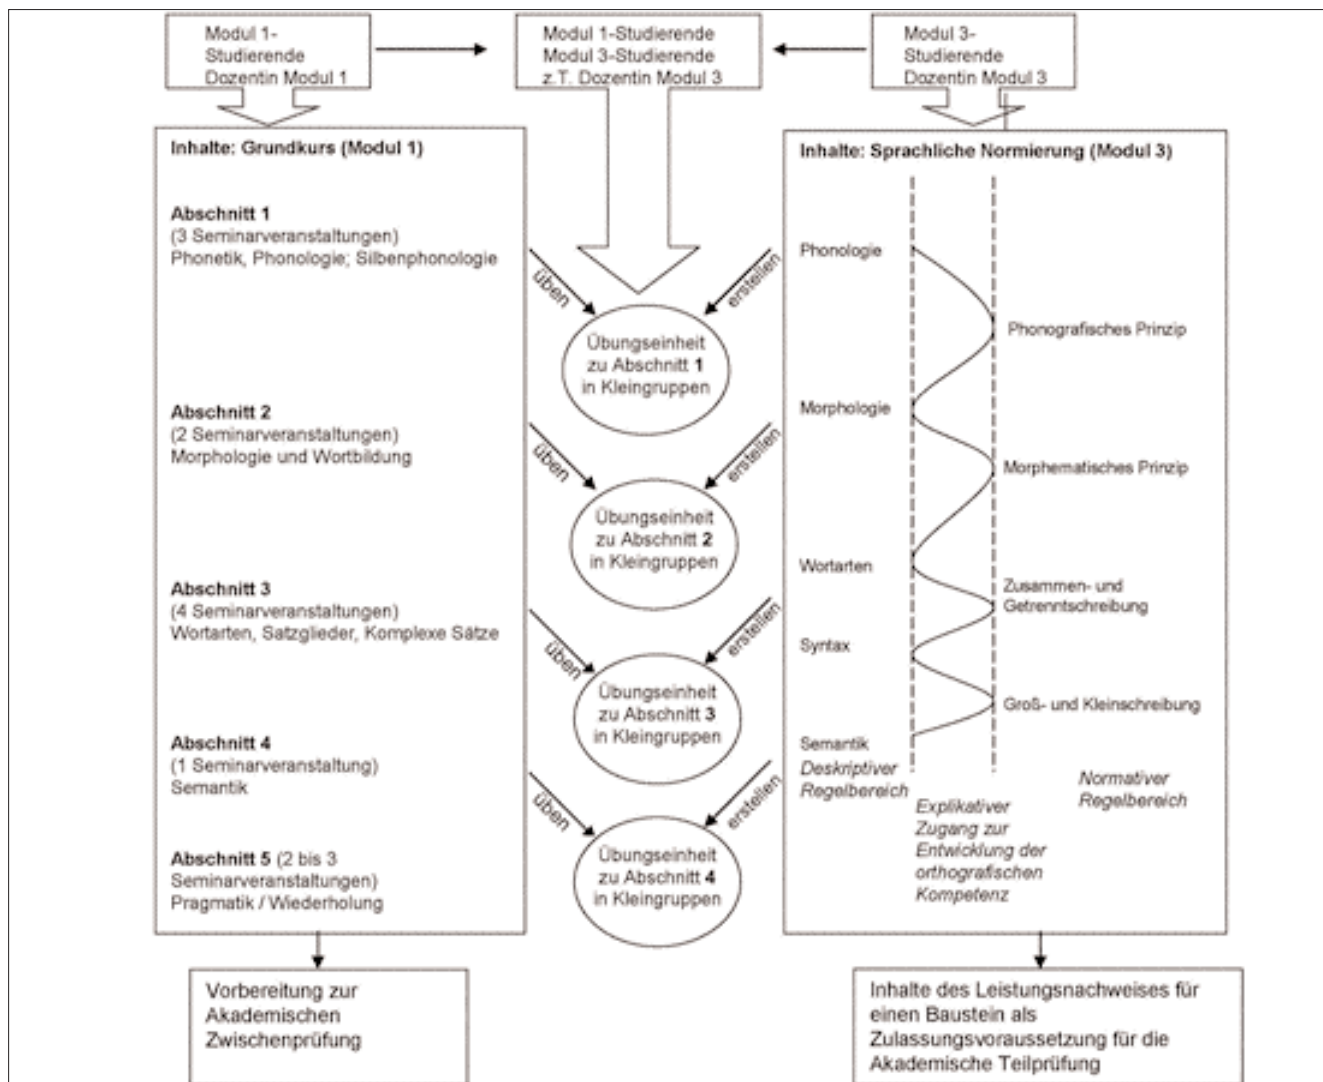 Modul 1-
Studierende
Dozentin Modul 1
Modul 1-Studierende
Modul 3-Studierende
z.T. Dozentin Modul 3
Modul 3-
Studierende
Dozentin Modul 3
Inhalte: Grundkurs (Modul 1)
Abschnitt 1
(3 Seminarveranstaltungen)
Phonetik, Phonologie; Silbenphonologie
Abschnitt 2
(2 Seminarveranstaltungen)
Morphologie und Wortbildung
Abschnitt 3
(4 Seminarveranstaltungen)
Wortarten, Satzglieder, Komplexe Sätze
Abschnitt 4
(1 Seminarveranstaltung)
Semantik
Abschnitt 5 (2 bis 3
Seminarveranstaltungen)
Pragmatik / Wiederholung
üben
erstellen
Übungseinheit
zu Abschnitt 1
in Kleingruppen
üben
erstellen
Übungseinheit
zu Abschnitt 2
in Kleingruppen
üben
erstellen
Übungseinheit
zu Abschnitt 3
in Kleingruppen
üben
erstellen
Übungseinheit
zu Abschnitt 4
in Kleingruppen
Inhalte: Sprachliche Normierung (Modul 3)
Phonologie
Phonografisches Prinzip
Morphologie
Morphematisches Prinzip
Wortarten
Zusammen- und
Getrenntschreibung
Syntax
Groß- und Kleinschreibung
Semantik
Deskriptiver
Regelbereich
Explikativer
Zugang zur
Entwicklung der
orthografischen
Kompetenz
Normativer
Regelbereich
Vorbereitung zur
Akademischen
Zwischenprüfung
Inhalte des Leistungsnachweises für
einen Baustein als
Zulassungsvoraussetzung für die
Akademische Teilprüfung